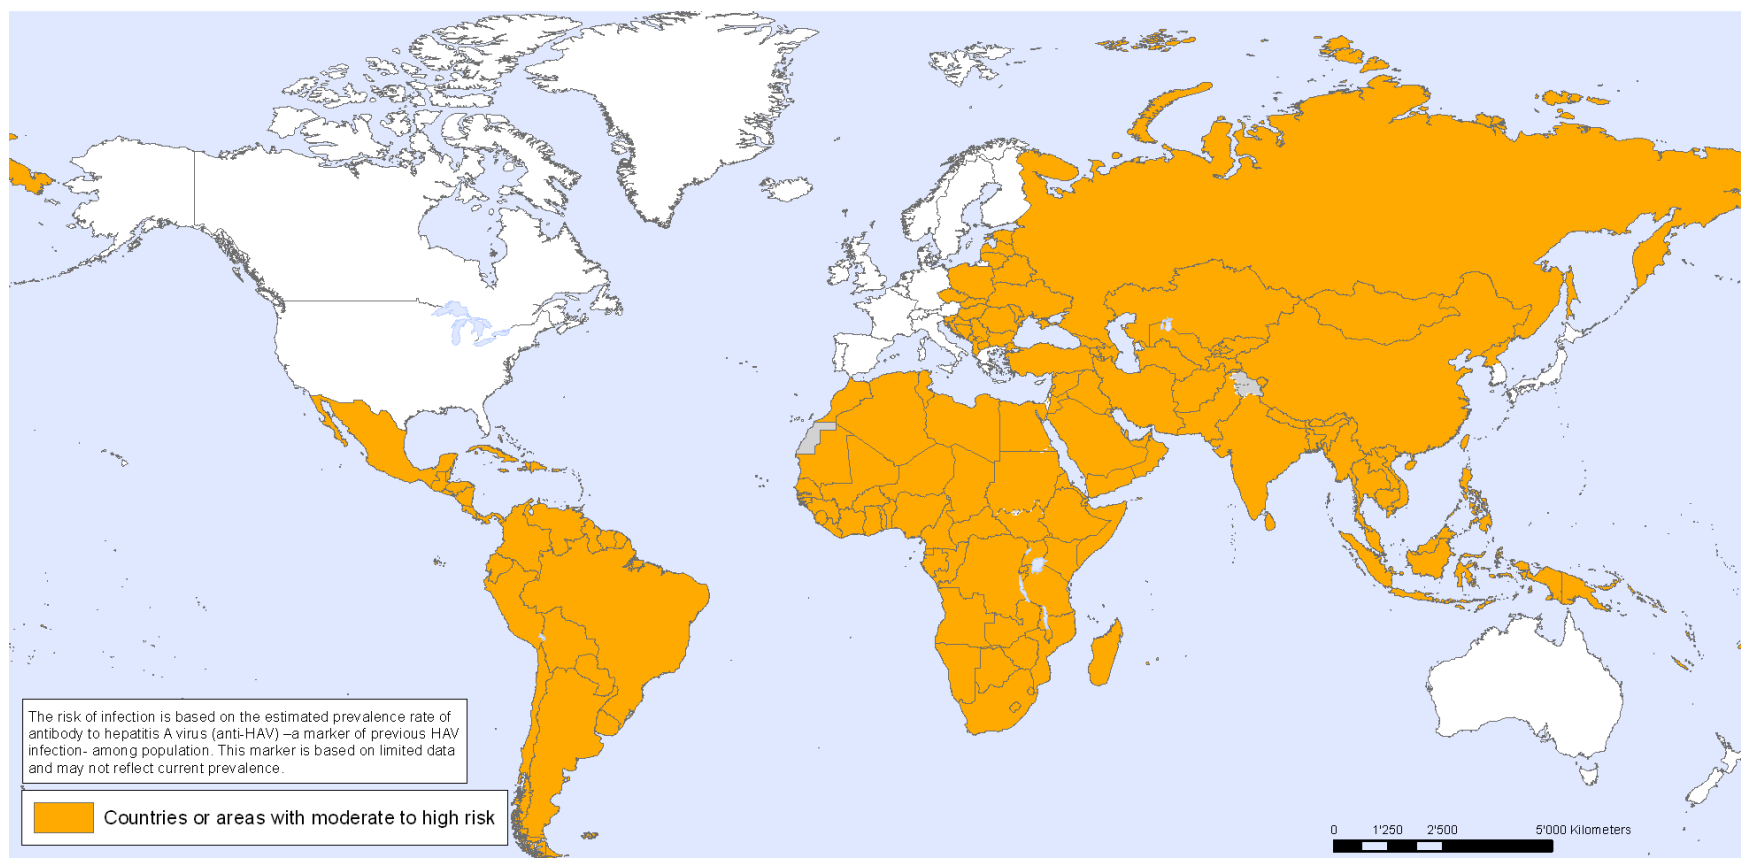 The risk of infection is based on the estimated prevalence rate of
antibody to hepatitis A virus (anti-HAV) –a marker of previous HAV
infection- among population. This marker is based on limited data
and may not reflect current prevalence.
Countries or areas with moderate to high risk
0 1'250 2'500 5'000 Kilometers